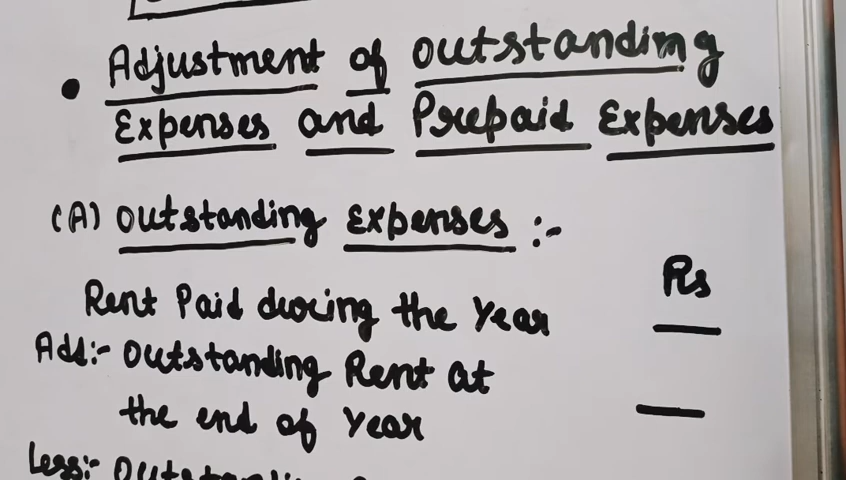 • Adjustment of outstanding
Expenses and Prepaid Expenses
(A) outstanding Expenses :-
Rs
Rent Paid during the Year
Add:- Outstanding Rent at
the end of Year
Less:- Outstanding